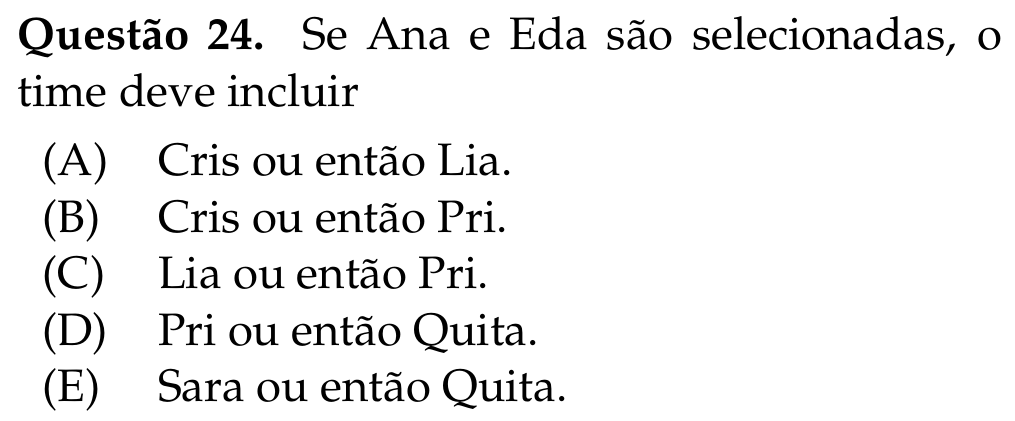 Questão 24. Se Ana e Eda são selecionadas, o
time deve incluir
(A) Cris ou então Lia.
(B) Cris ou então Pri.
(C) Lia ou então Pri.
(D) Pri ou então Quita.
(E) Sara ou então Quita.